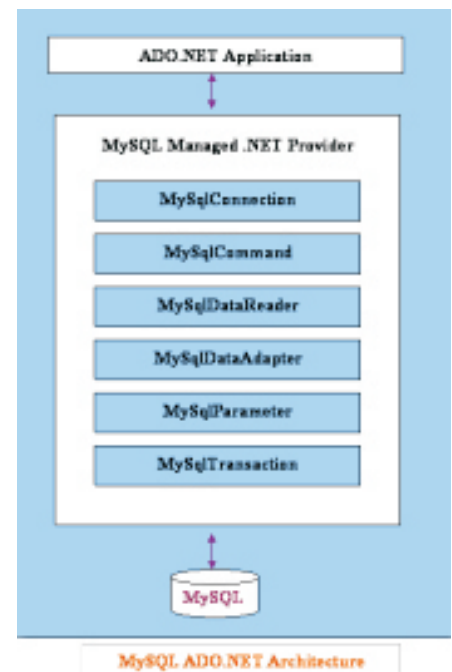 ADO.NET Application
MySQL Managed .NET Provider
MySqlConnection
MySqlCommand
MySqlDataReader
MySqlDataAdapter
MySqlParameter
MySqlTransaction
MySQL
MySQL ADO.NET Architecture